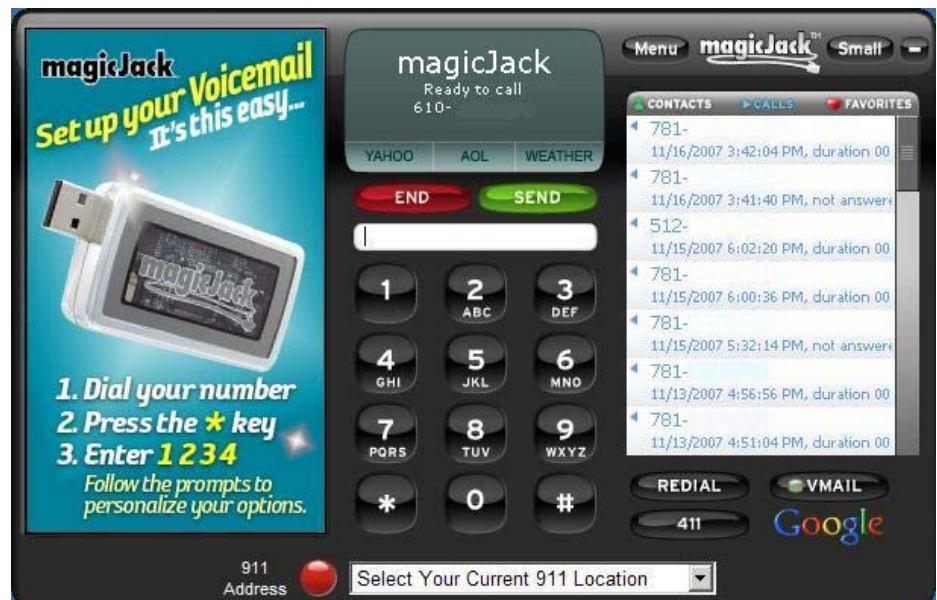 magicJack
Set up your Voicemail
It's this easy...
magicJack
1. Dial your number
2. Press the * key
3. Enter 1234
Follow the prompts to
personalize your options.
magicJack
Ready to call
610-
YAHOO AOL WEATHER
END SEND
1 2 ABC 3 DEF
4 GHI 5 JKL 6 MNO
7 PQRS 8 TUV 9 WXYZ
* 0 #
Menu magicJack™ Small -
CONTACTS CALLS FAVORITES
781-
11/16/2007 3:42:04 PM, duration 00
781-
11/16/2007 3:41:40 PM, not answere
512-
11/15/2007 6:02:20 PM, duration 00
781-
11/15/2007 6:00:36 PM, duration 00
781-
11/15/2007 5:32:14 PM, not answere
781-
11/13/2007 4:56:56 PM, duration 00
781-
11/13/2007 4:51:04 PM, duration 00
REDIAL VMAIL
411 Google
911
Address
Select Your Current 911 Location